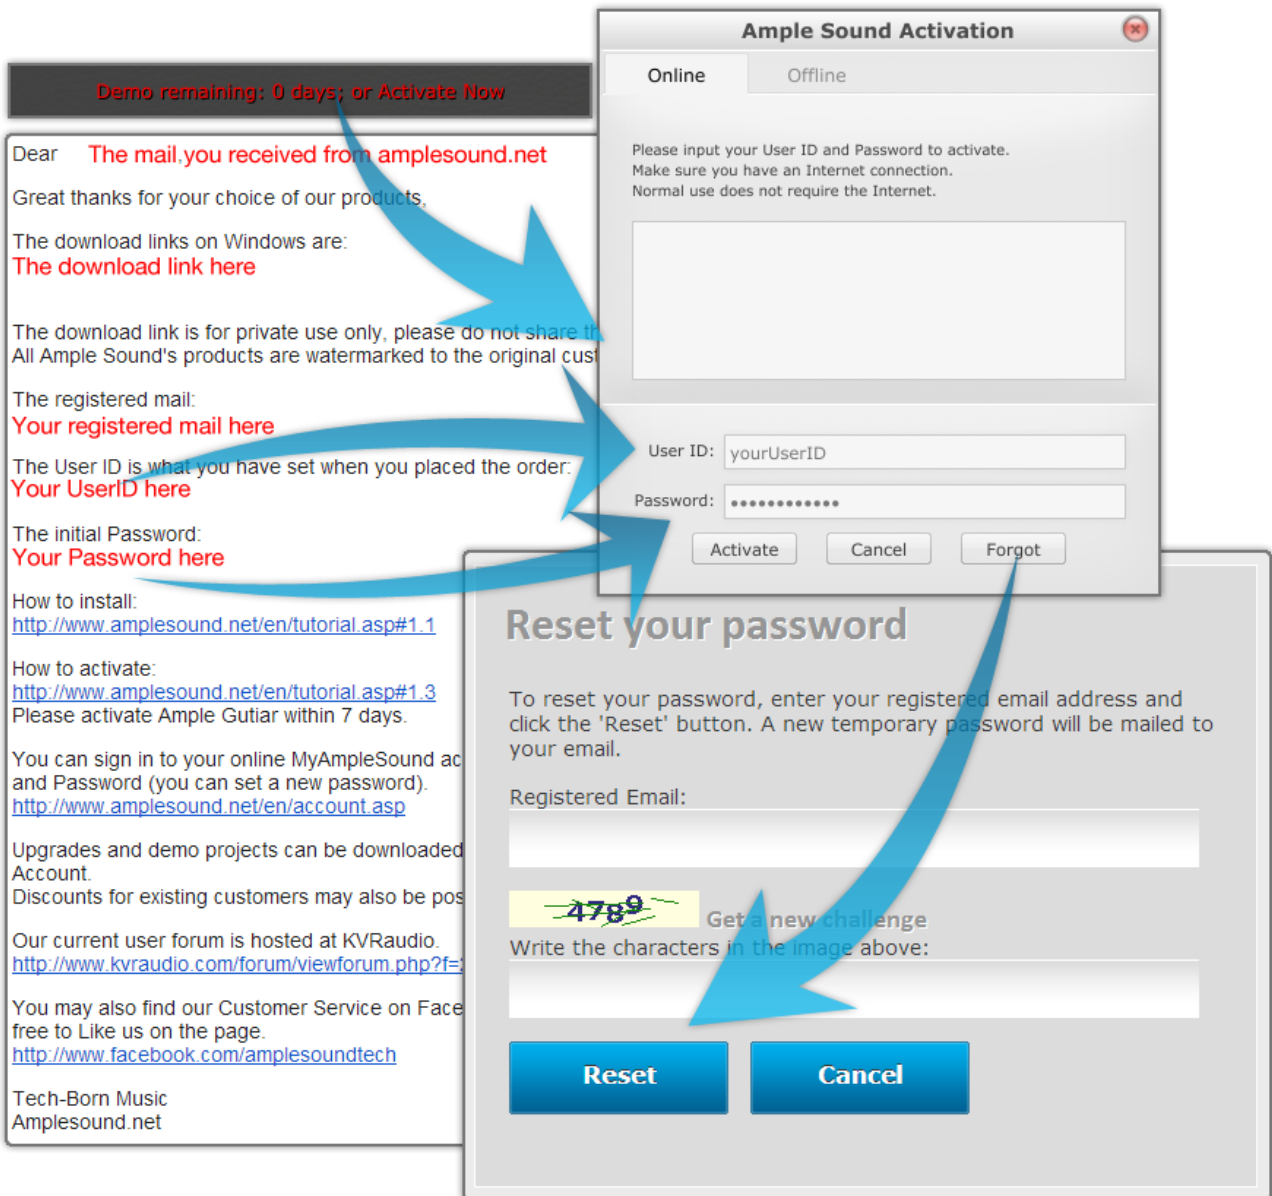 Demo remaining: 0 days; or Activate Now
Dear The mail,you received from amplesound.net
Great thanks for your choice of our products,
The download links on Windows are:
The download link here
The download link is for private use only, please do not share th
All Ample Sound's products are watermarked to the original cust
The registered mail:
Your registered mail here
The User ID is what you have set when you placed the order:
Your UserID here
The initial Password:
Your Password here
How to install:
http://www.amplesound.net/en/tutorial.asp#1.1
How to activate:
http://www.amplesound.net/en/tutorial.asp#1.3
Please activate Ample Gutiar within 7 days.
You can sign in to your online MyAmpleSound ac
and Password (you can set a new password).
http://www.amplesound.net/en/account.asp
Upgrades and demo projects can be downloaded
Account.
Discounts for existing customers may also be pos
Our current user forum is hosted at KVRaudio.
http://www.kvraudio.com/forum/viewforum.php?f=
You may also find our Customer Service on Face
free to Like us on the page.
http://www.facebook.com/amplesoundtech
Tech-Born Music
Amplesound.net
Ample Sound Activation
Online Offline
Please input your User ID and Password to activate.
Make sure you have an Internet connection.
Normal use does not require the Internet.
User ID: yourUserID
Password: ••••••••••••
Activate Cancel Forgot
Reset your password
To reset your password, enter your registered email address and
click the 'Reset' button. A new temporary password will be mailed to
your email.
Registered Email:
4789 Get a new challenge
Write the characters in the image above:
Reset Cancel